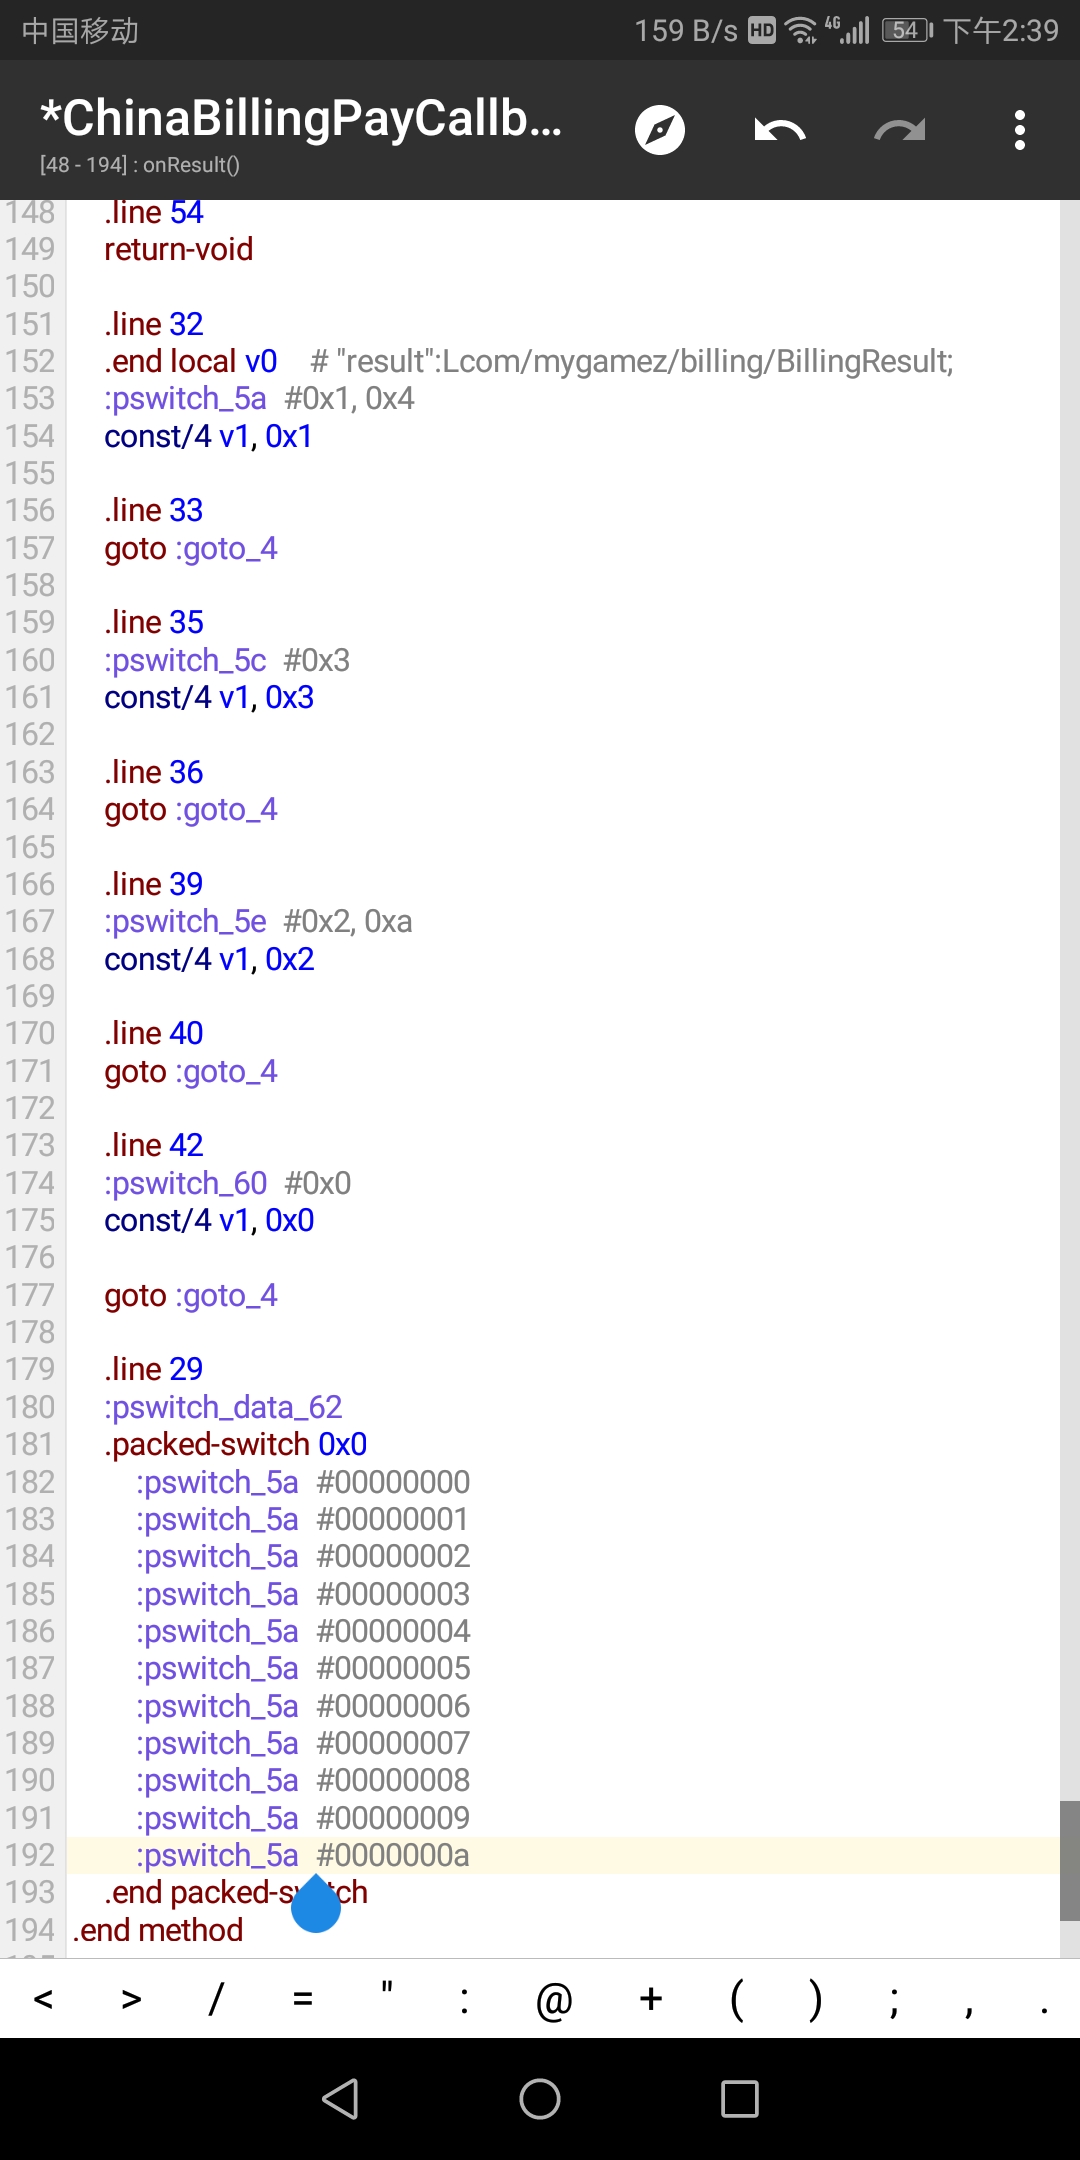 中国移动 159 B/s HD 4G 54 下午2:39
*ChinaBillingPayCallb...
[48 - 194] : onResult()
148 .line 54
149 return-void
150
151 .line 32
152 .end local v0 # "result":Lcom/mygamez/billing/BillingResult;
153 :pswitch_5a #0x1, 0x4
154 const/4 v1, 0x1
155
156 .line 33
157 goto :goto_4
158
159 .line 35
160 :pswitch_5c #0x3
161 const/4 v1, 0x3
162
163 .line 36
164 goto :goto_4
165
166 .line 39
167 :pswitch_5e #0x2, 0xa
168 const/4 v1, 0x2
169
170 .line 40
171 goto :goto_4
172
173 .line 42
174 :pswitch_60 #0x0
175 const/4 v1, 0x0
176
177 goto :goto_4
178
179 .line 29
180 :pswitch_data_62
181 .packed-switch 0x0
182 :pswitch_5a #00000000
183 :pswitch_5a #00000001
184 :pswitch_5a #00000002
185 :pswitch_5a #00000003
186 :pswitch_5a #00000004
187 :pswitch_5a #00000005
188 :pswitch_5a #00000006
189 :pswitch_5a #00000007
190 :pswitch_5a #00000008
191 :pswitch_5a #00000009
192 :pswitch_5a #0000000a
193 .end packed-switch
194 .end method
< > / = " : @ + ( ) ; , .